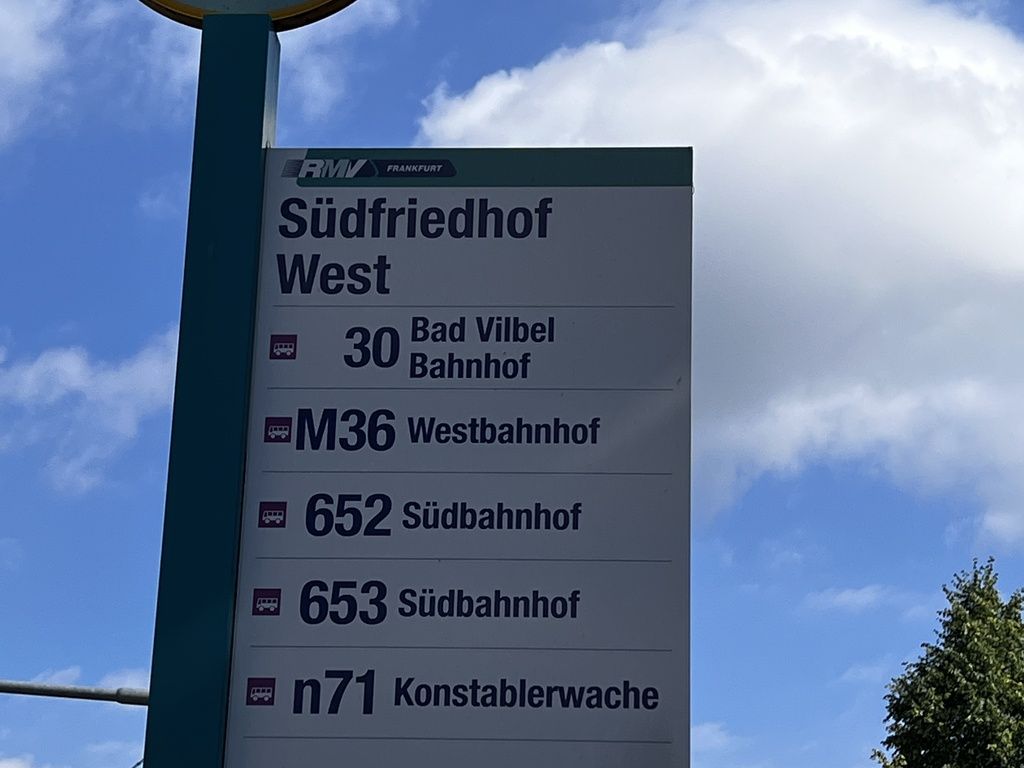 RMV FRANKFURT
Südfriedhof
West
30 Bad Vilbel
Bahnhof
M36 Westbahnhof
652 Südbahnhof
653 Südbahnhof
n71 Konstablerwache